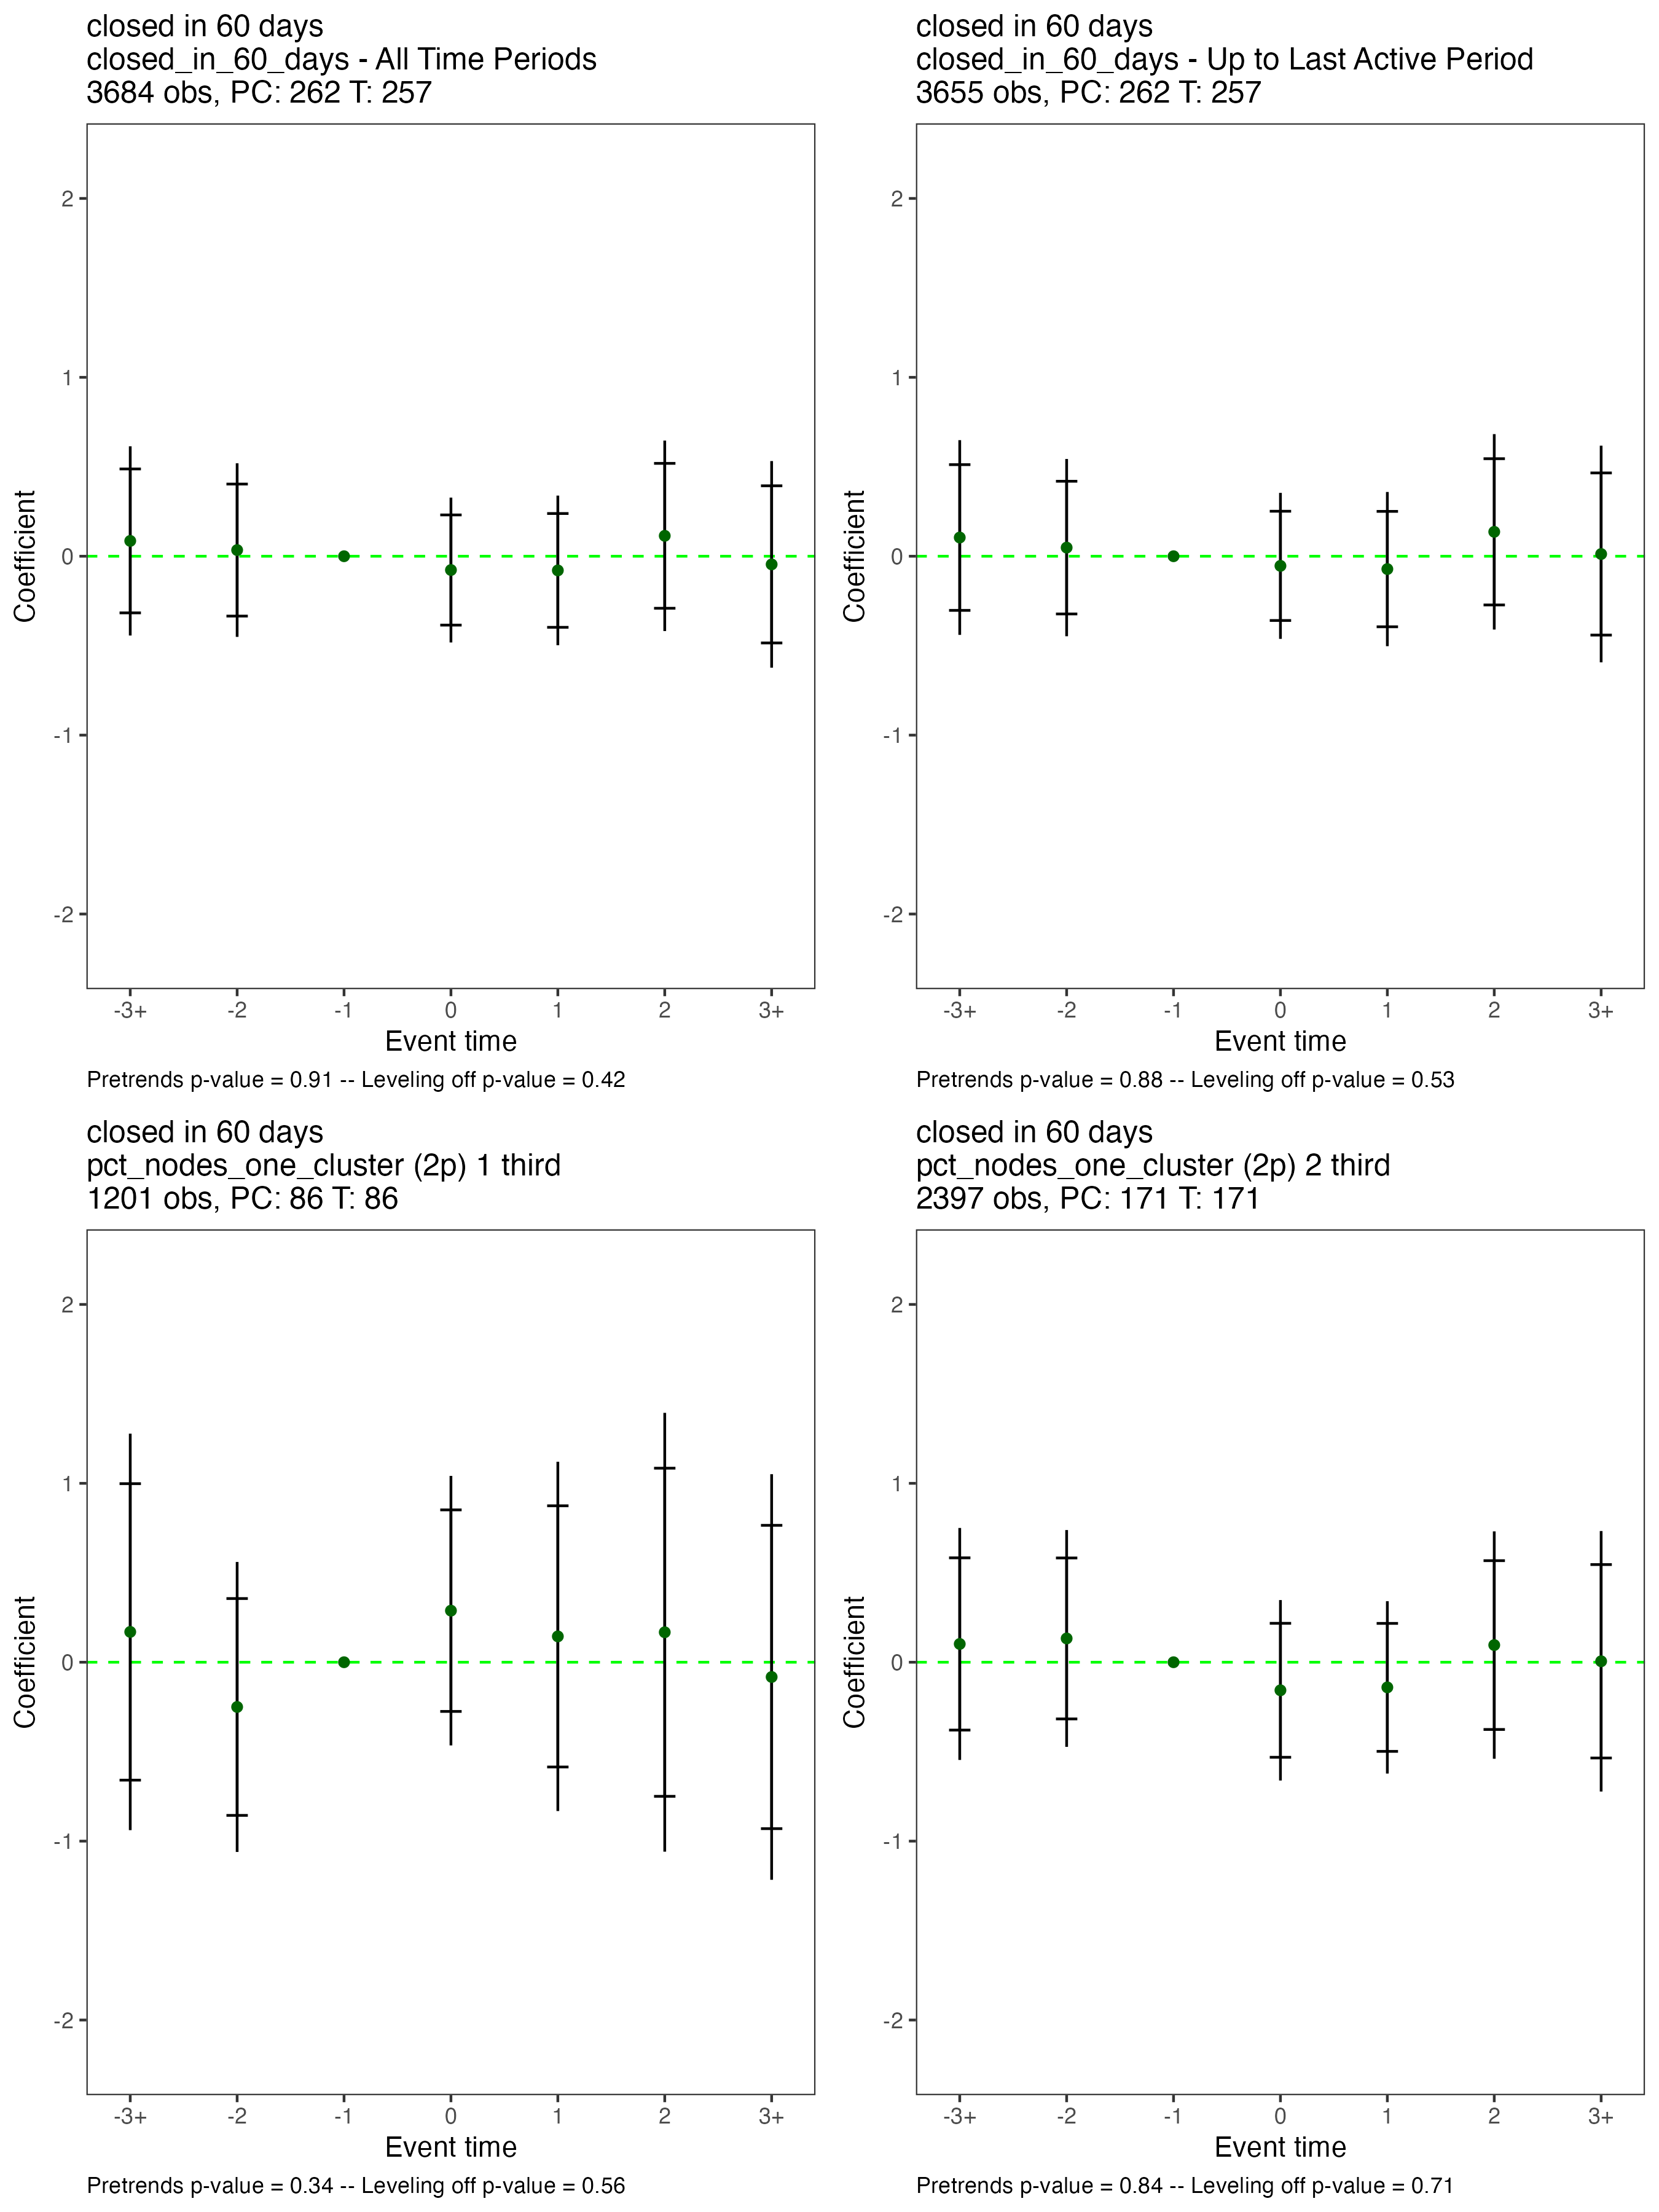 closed in 60 days
closed_in_60_days - All Time Periods
3684 obs, PC: 262 T: 257
2
1
0
-1
-2
Coefficient
-3+ -2 -1 0 1 2 3+
Event time
Pretrends p-value = 0.91 -- Leveling off p-value = 0.42
closed in 60 days
closed_in_60_days - Up to Last Active Period
3655 obs, PC: 262 T: 257
2
1
0
-1
-2
Coefficient
-3+ -2 -1 0 1 2 3+
Event time
Pretrends p-value = 0.88 -- Leveling off p-value = 0.53
closed in 60 days
pct_nodes_one_cluster (2p) 1 third
1201 obs, PC: 86 T: 86
2
1
0
-1
-2
Coefficient
-3+ -2 -1 0 1 2 3+
Event time
Pretrends p-value = 0.34 -- Leveling off p-value = 0.56
closed in 60 days
pct_nodes_one_cluster (2p) 2 third
2397 obs, PC: 171 T: 171
2
1
0
-1
-2
Coefficient
-3+ -2 -1 0 1 2 3+
Event time
Pretrends p-value = 0.84 -- Leveling off p-value = 0.71